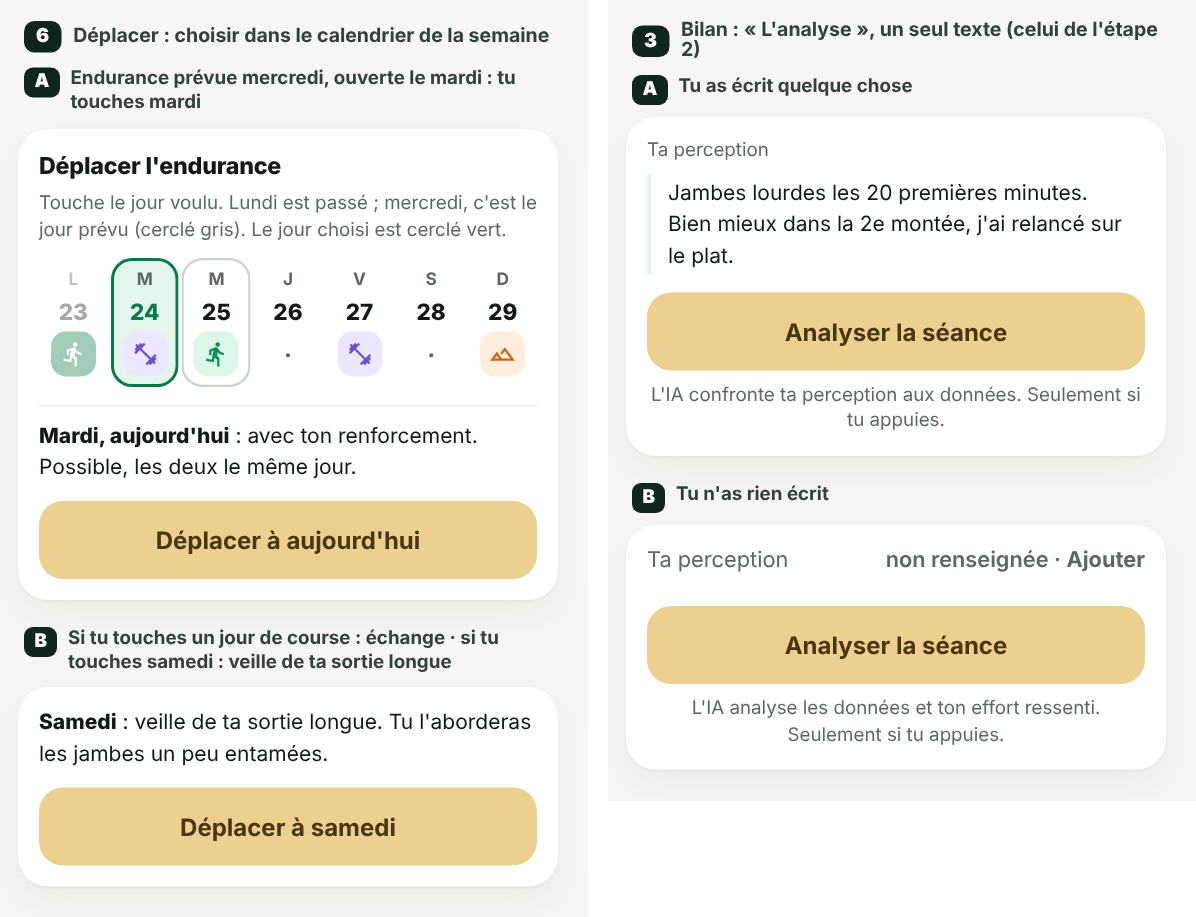 6 Déplacer : choisir dans le calendrier de la semaine
A Endurance prévue mercredi, ouverte le mardi : tu
touches mardi
Déplacer l'endurance
Touche le jour voulu. Lundi est passé ; mercredi, c'est le
jour prévu (cerclé gris). Le jour choisi est cerclé vert.
L M M J V S D
23 24 25 26 27 28 29
Mardi, aujourd'hui : avec ton renforcement.
Possible, les deux le même jour.
Déplacer à aujourd'hui
B Si tu touches un jour de course : échange · si tu
touches samedi : veille de ta sortie longue
Samedi : veille de ta sortie longue. Tu l'aborderas
les jambes un peu entamées.
Déplacer à samedi
3 Bilan : « L'analyse », un seul texte (celui de l'étape
2)
A Tu as écrit quelque chose
Ta perception
Jambes lourdes les 20 premières minutes.
Bien mieux dans la 2e montée, j'ai relancé sur
le plat.
Analyser la séance
L'IA confronte ta perception aux données. Seulement si
tu appuies.
B Tu n'as rien écrit
Ta perception non renseignée · Ajouter
Analyser la séance
L'IA analyse les données et ton effort ressenti.
Seulement si tu appuies.